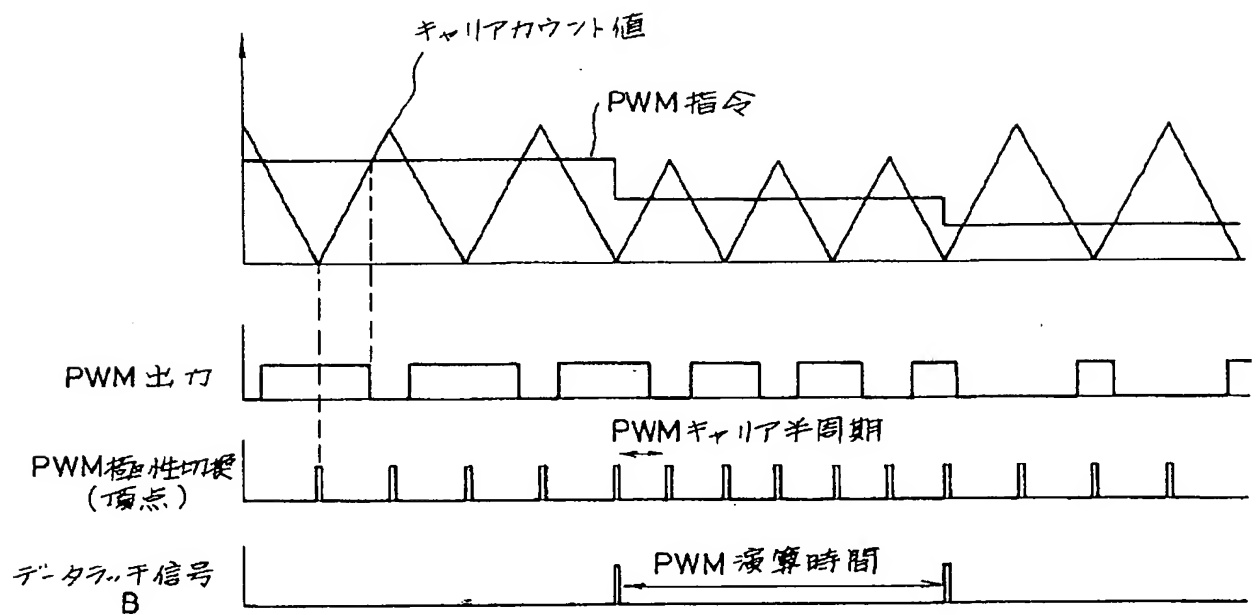 キャリアカウント値
PWM指令
PWM出力
PWMキャリア半周期
PWM極性切換
(頂点)
PWM演算時間
データラッチ信号
B